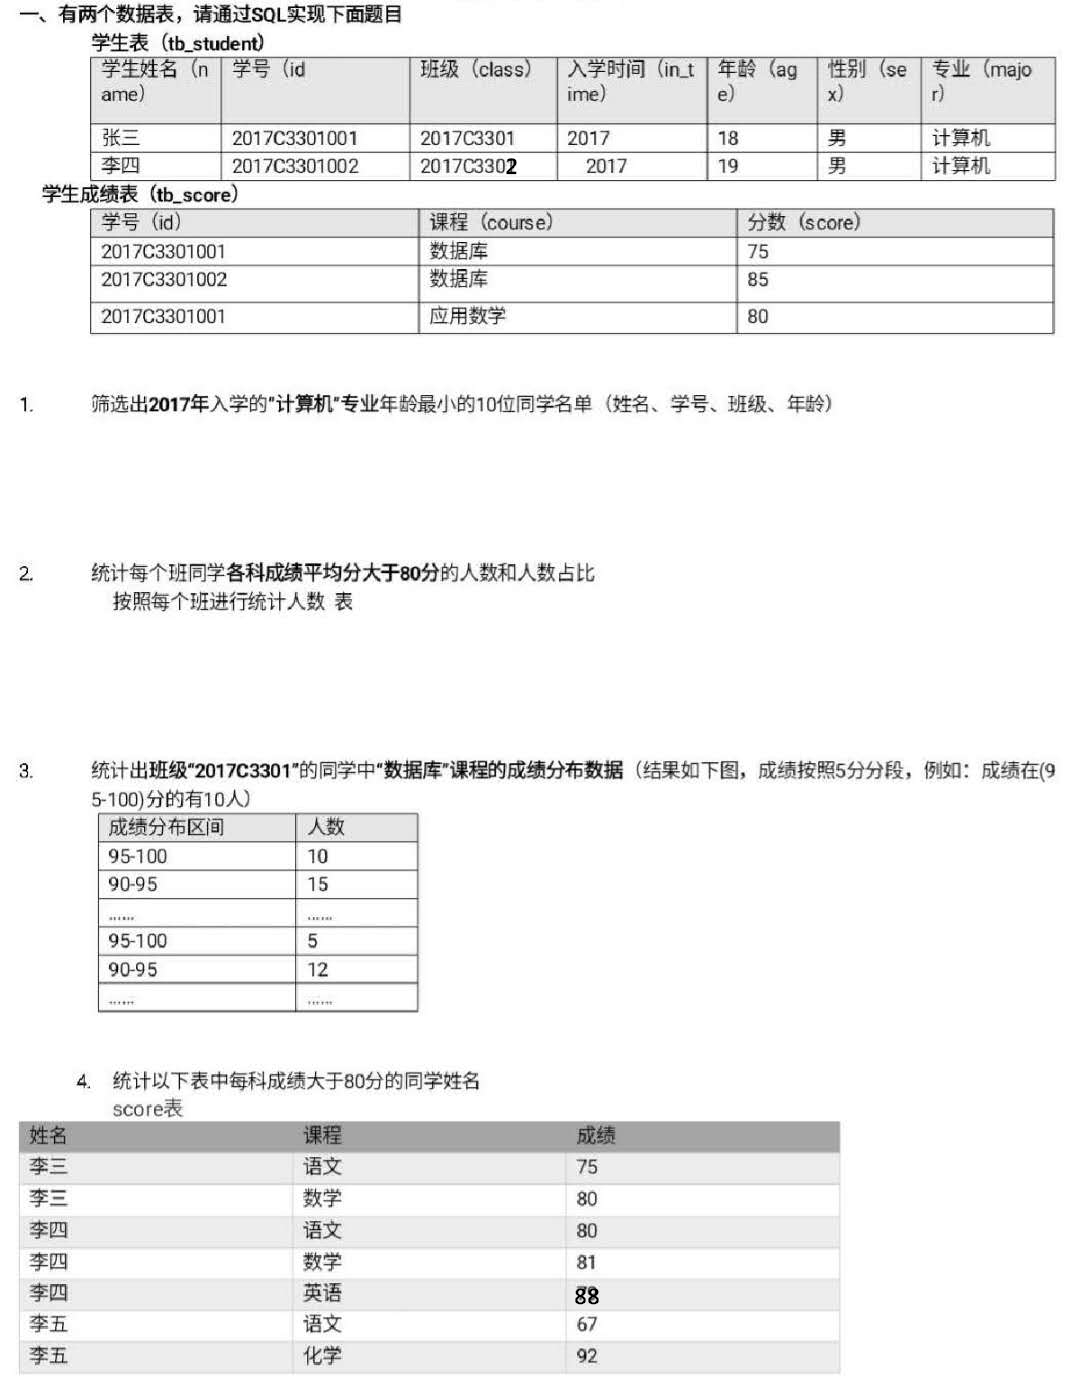 一、有两个数据表，请通过SQL实现下面题目
学生表（tb_student）
学生姓名（n 学号（id 班级（class） 入学时间（in_t 年龄（ag 性别（se 专业（majo
ame） ime） e） x） r）
张三 2017C3301001 2017C3301 2017 18 男 计算机
李四 2017C3301002 2017C3302 2017 19 男 计算机
学生成绩表（tb_score）
学号（id） 课程（course） 分数（score）
2017C3301001 数据库 75
2017C3301002 数据库 85
2017C3301001 应用数学 80
1. 筛选出2017年入学的“计算机”专业年龄最小的10位同学名单（姓名、学号、班级、年龄）
2. 统计每个班同学各科成绩平均分大于80分的人数和人数占比
按照每个班进行统计人数 表
3. 统计出班级“2017C3301”的同学中“数据库”课程的成绩分布数据（结果如下图，成绩按照5分分段，例如：成绩在(9
5-100)分的有10人）
成绩分布区间 人数
95-100 10
90-95 15
...... ......
95-100 5
90-95 12
...... ......
4. 统计以下表中每科成绩大于80分的同学姓名
score表
姓名 课程 成绩
李三 语文 75
李三 数学 80
李四 语文 80
李四 数学 81
李四 英语 88
李五 语文 67
李五 化学 92